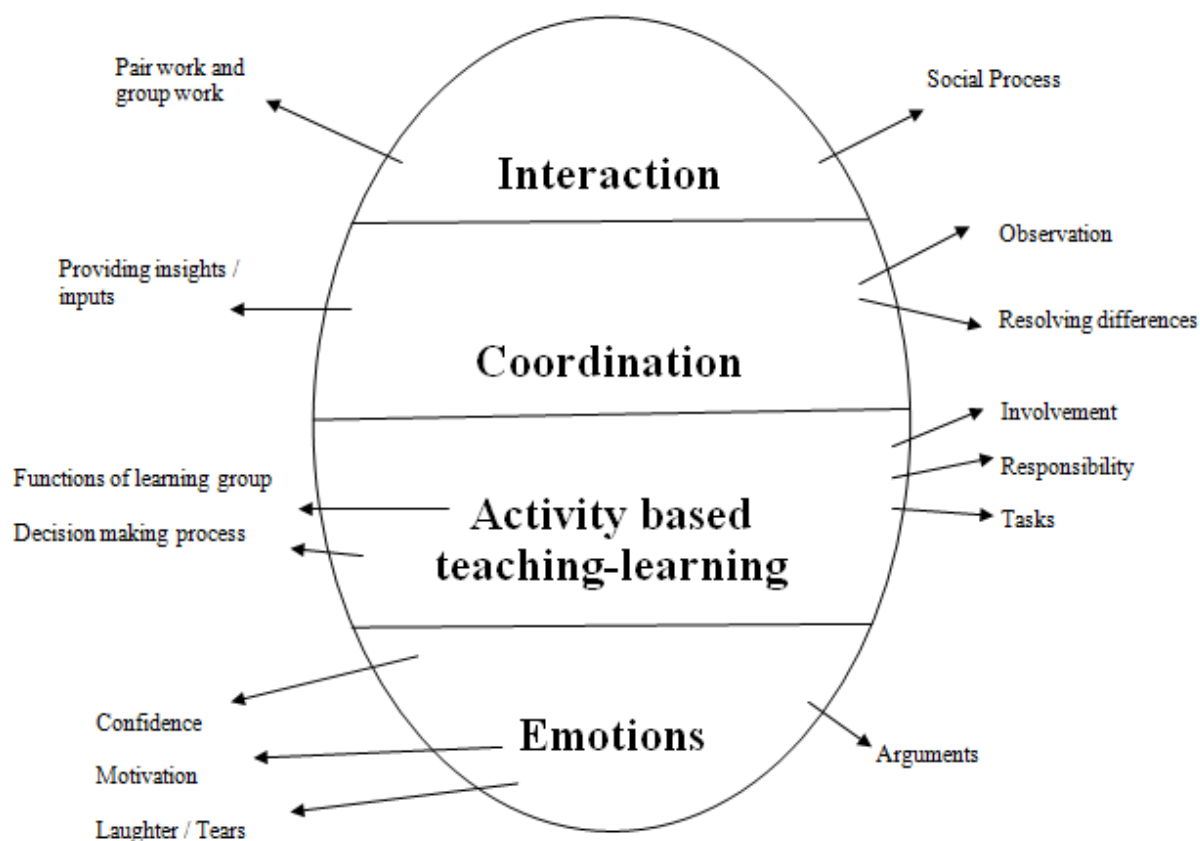 Pair work and
group work
Social Process
Interaction
Observation
Providing insights /
inputs
Resolving differences
Coordination
Involvement
Responsibility
Functions of learning group
Tasks
Decision making process
Activity based
teaching-learning
Confidence
Emotions
Arguments
Motivation
Laughter / Tears